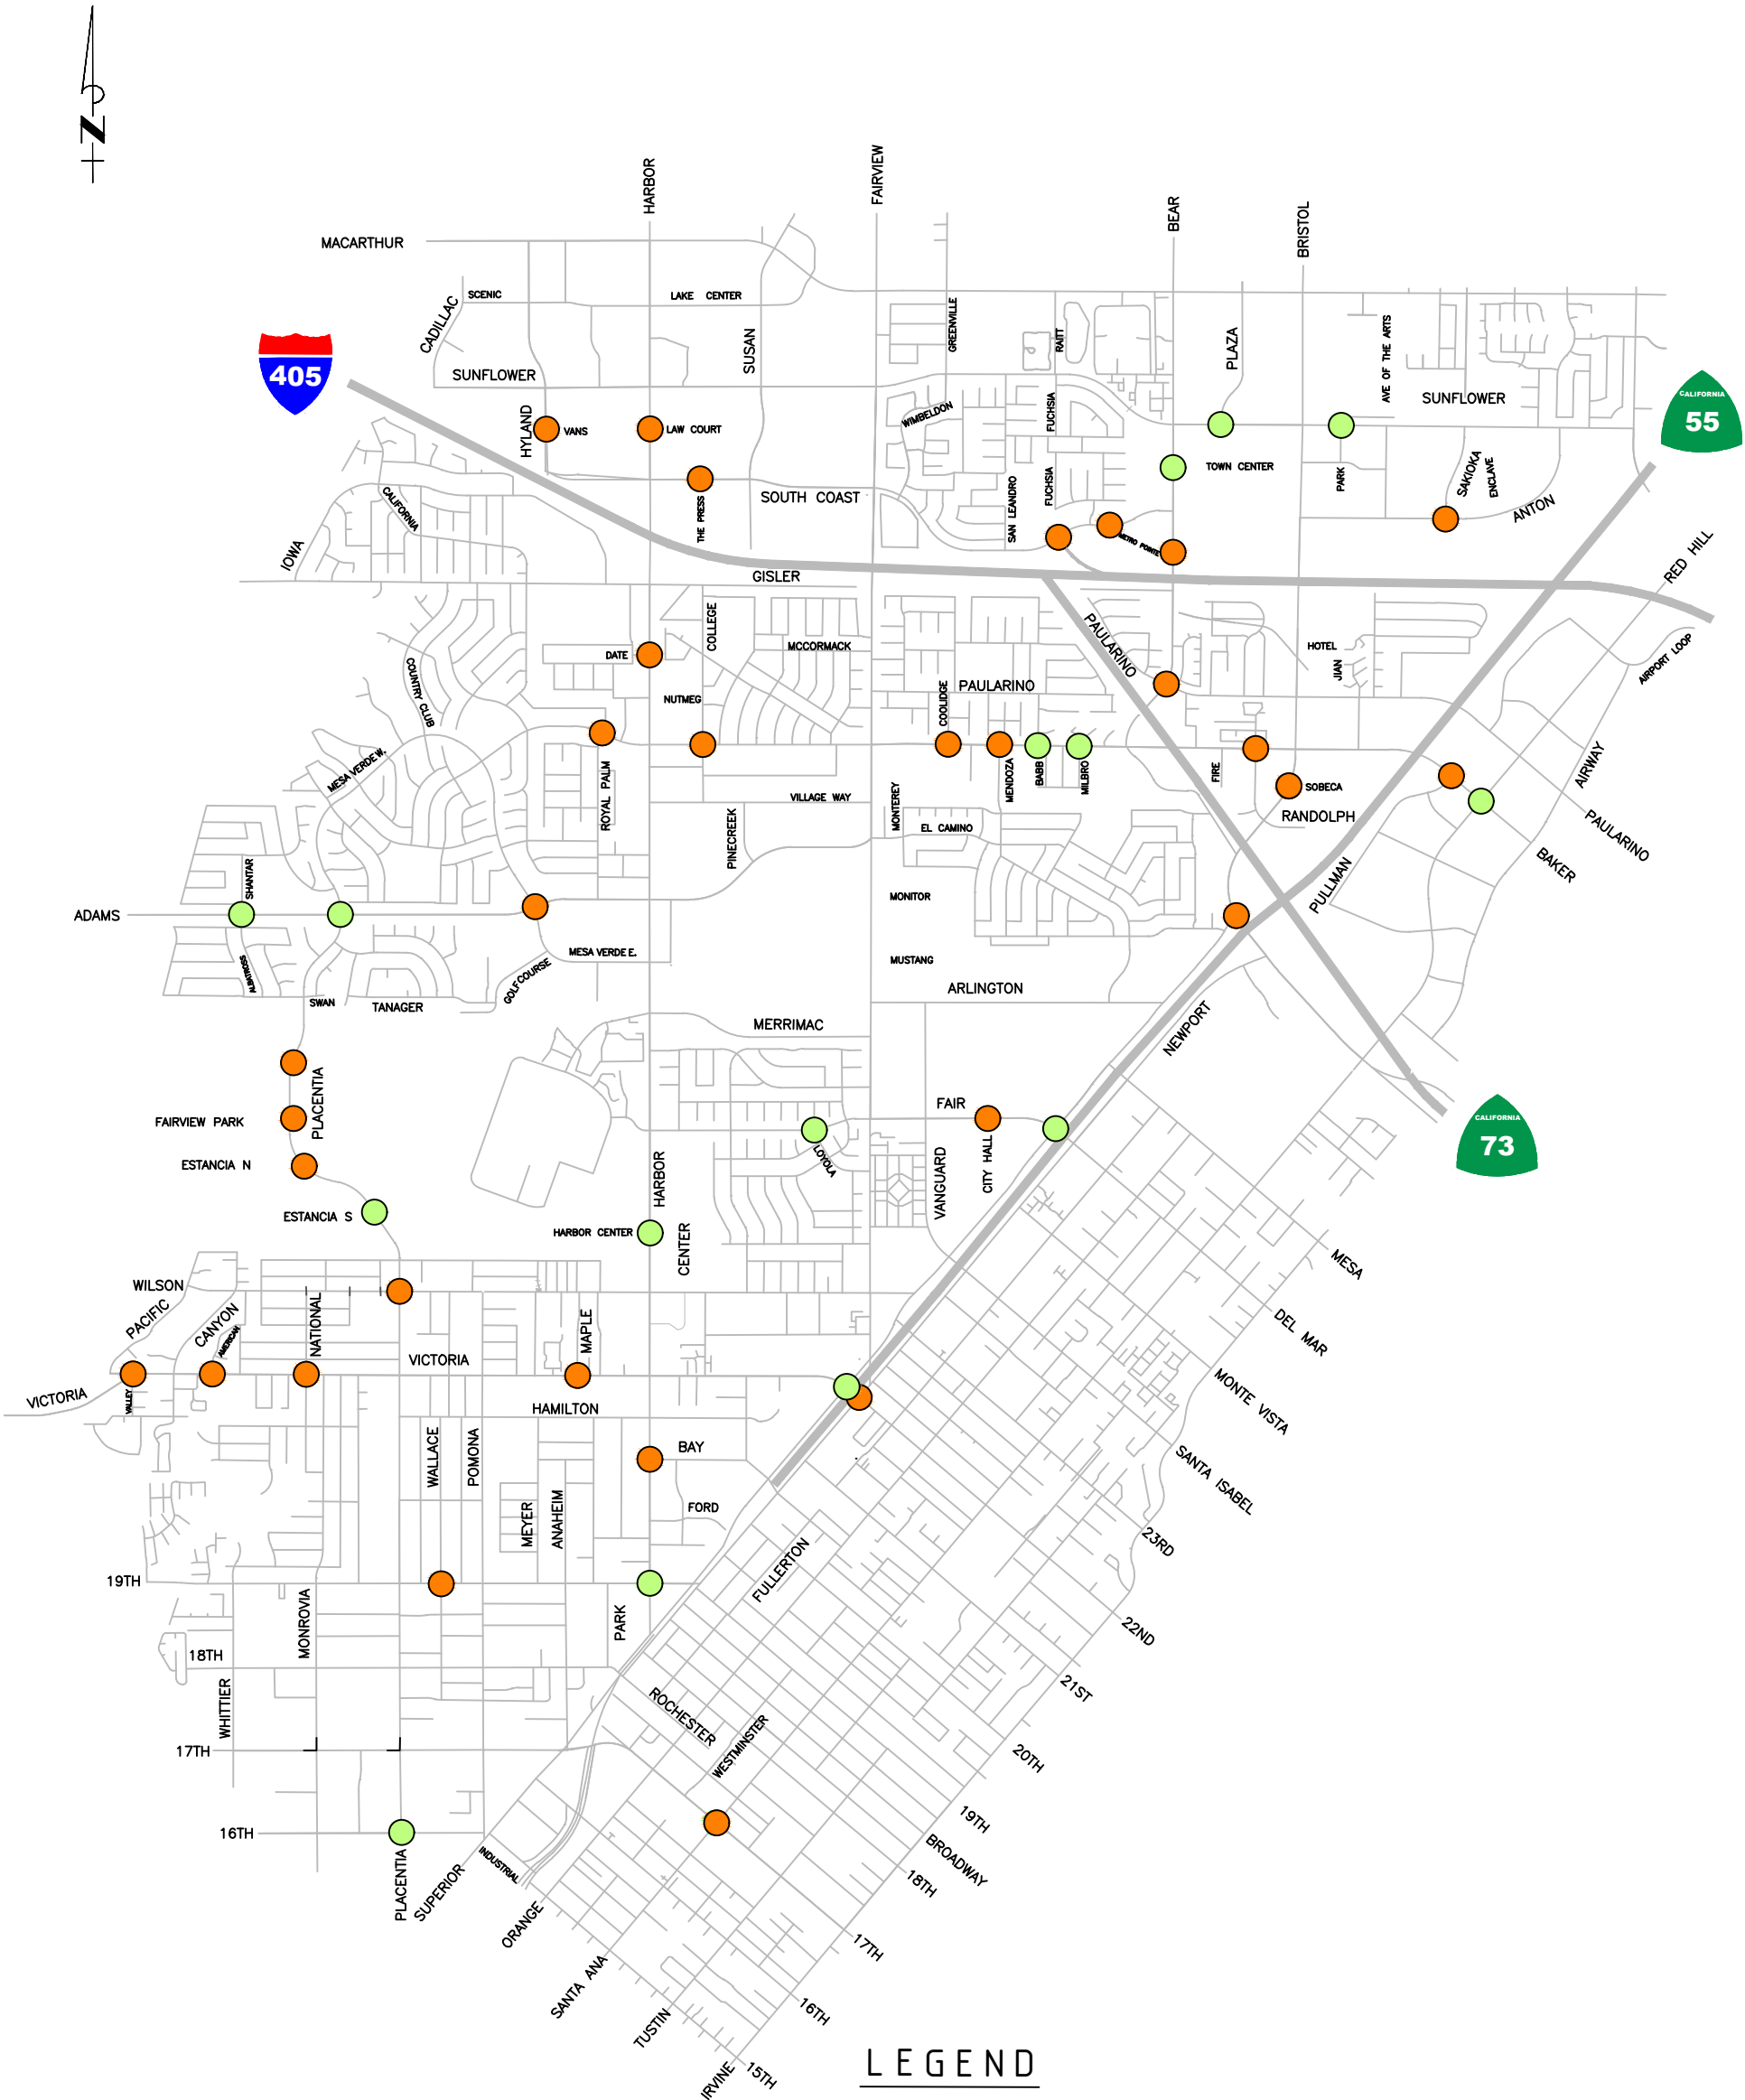 N
HARBOR
FAIRVIEW
BEAR
BRISTOL
MACARTHUR
SCENIC
LAKE CENTER
CADILLAC
SUSAN
GREENVILLE
RAITT
PLAZA
AVE OF THE ARTS
405
SUNFLOWER
SUNFLOWER
CALIFORNIA
55
HYLAND
VANS
LAW COURT
WIMBELDON
FUCHSIA
TOWN CENTER
PARK
SAKIOKA
ENCLAVE
CALIFORNIA
THE PRESS
SOUTH COAST
SAN LEANDRO
FUCHSIA
METRO POINTE
ANTON
IOWA
GISLER
RED HILL
COLLEGE
MCCORMACK
PAULARINO
HOTEL
JIAN
AIRPORT LOOP
DATE
COUNTRY CLUB
NUTMEG
COOLIDGE
PAULARINO
MESA VERDE W.
ROYAL PALM
MENDOZA
BABB
MILBRO
FIRE
SOBECA
AIRWAY
VILLAGE WAY
MONTEREY
EL CAMINO
RANDOLPH
PAULARINO
PINECREEK
BAKER
SHANTAR
MONITOR
PULLMAN
ADAMS
ALBATROSS
MESA VERDE E.
MUSTANG
GOLF COURSE
SWAN
TANAGER
ARLINGTON
MERRIMAC
NEWPORT
PLACENTIA
FAIRVIEW PARK
FAIR
CALIFORNIA
73
ESTANCIA N
LOYOLA
HARBOR
VANGUARD
CITY HALL
ESTANCIA S
HARBOR CENTER
CENTER
MESA
WILSON
PACIFIC
CANYON
AMERICAN
NATIONAL
MAPLE
DEL MAR
VICTORIA
VICTORIA
VALLEY
MONTE VISTA
HAMILTON
WALLACE
POMONA
BAY
SANTA ISABEL
MEYER
ANAHEIM
FORD
23RD
FULLERTON
19TH
MONROVIA
PARK
22ND
18TH
WHITTIER
21ST
ROCHESTER
WESTMINSTER
17TH
20TH
16TH
19TH
BROADWAY
PLACENTIA
SUPERIOR
INDUSTRIAL
18TH
ORANGE
17TH
SANTA ANA
TUSTIN
16TH
IRVINE
15TH
LEGEND